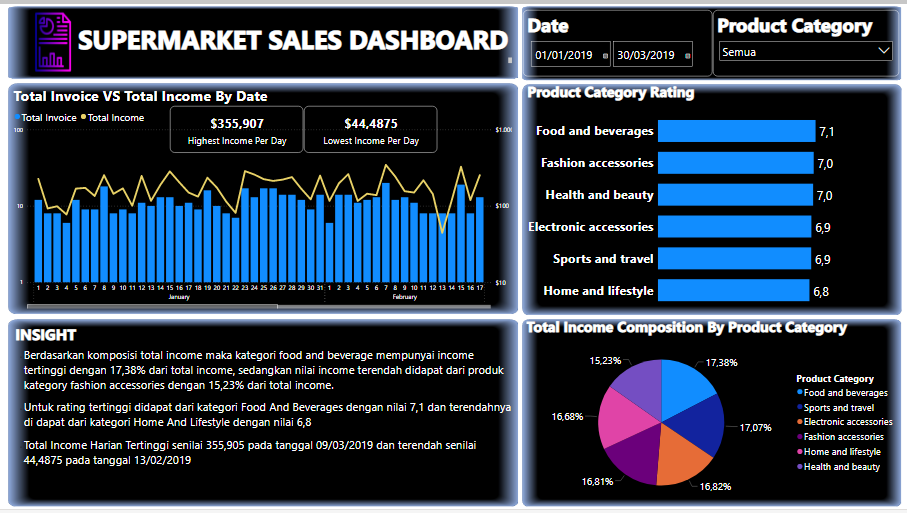 SUPERMARKET SALES DASHBOARD
Date
01/01/2019 30/03/2019
Product Category
Semua
Total Invoice VS Total Income By Date
Total Invoice Total Income
$355,907
Highest Income Per Day
$44,4875
Lowest Income Per Day
100
10
1
$1.00
$100
$10
1 2 3 4 5 6 7 8 9 10 11 12 13 14 15 16 17 18 19 20 21 22 23 24 25 26 27 28 29 30 31 1 2 3 4 5 6 7 8 9 10 11 12 13 14 15 16 17
January February
Product Category Rating
Food and beverages 7,1
Fashion accessories 7,0
Health and beauty 7,0
Electronic accessories 6,9
Sports and travel 6,9
Home and lifestyle 6,8
INSIGHT
Berdasarkan komposisi total income maka kategori food and beverage mempunyai income
tertinggi dengan 17,38% dari total income, sedangkan nilai income terendah didapat dari produk
kategory fashion accessories dengan 15,23% dari total income.
Untuk rating tertinggi didapat dari kategori Food And Beverages dengan nilai 7,1 dan terendahnya
di dapat dari kategori Home And Lifestyle dengan nilai 6,8
Total Income Harian Tertinggi senilai 355,905 pada tanggal 09/03/2019 dan terendah senilai
44,4875 pada tanggal 13/02/2019
Total Income Composition By Product Category
15,23%
17,38%
16,68%
17,07%
16,81%
16,82%
Product Category
Food and beverages
Sports and travel
Electronic accessories
Fashion accessories
Home and lifestyle
Health and beauty